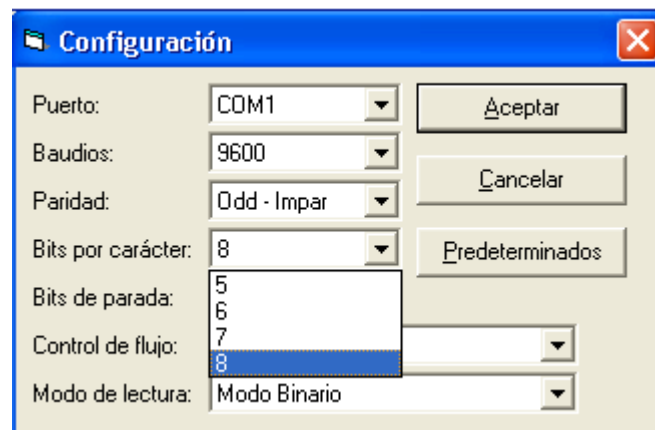 Configuración
Puerto: COM1 Aceptar
Baudios: 9600
Cancelar
Paridad: Odd - Impar
Bits por carácter: 8 Predeterminados
5
Bits de parada:
6
7
Control de flujo:
8
Modo de lectura: Modo Binario